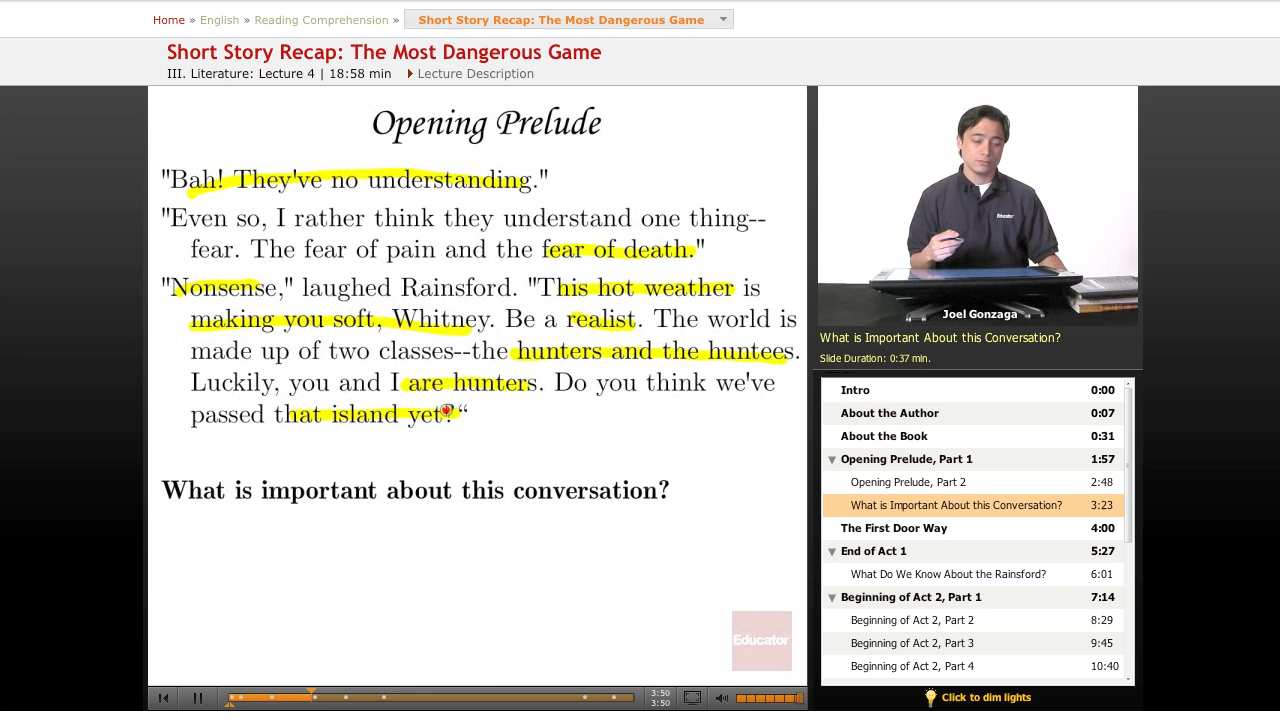 Home » English » Reading Comprehension » Short Story Recap: The Most Dangerous Game
Short Story Recap: The Most Dangerous Game
III. Literature: Lecture 4 | 18:58 min Lecture Description
Opening Prelude
"Bah! They've no understanding."
"Even so, I rather think they understand one thing--
fear. The fear of pain and the fear of death."
"Nonsense," laughed Rainsford. "This hot weather is
making you soft, Whitney. Be a realist. The world is
made up of two classes--the hunters and the huntees.
Luckily, you and I are hunters. Do you think we've
passed that island yet?“
What is important about this conversation?
Educator
3:50
3:50
Educator
Joel Gonzaga
What is Important About this Conversation?
Slide Duration: 0:37 min.
Intro 0:00
About the Author 0:07
About the Book 0:31
Opening Prelude, Part 1 1:57
Opening Prelude, Part 2 2:48
What is Important About this Conversation? 3:23
The First Door Way 4:00
End of Act 1 5:27
What Do We Know About the Rainsford? 6:01
Beginning of Act 2, Part 1 7:14
Beginning of Act 2, Part 2 8:29
Beginning of Act 2, Part 3 9:45
Beginning of Act 2, Part 4 10:40
Click to dim lights